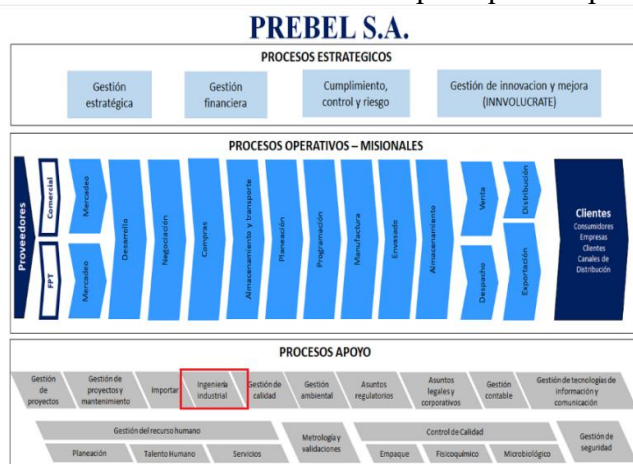 PREBEL S.A.
PROCESOS ESTRATEGICOS
Gestión
estratégica
Gestión
financiera
Cumplimiento,
control y riesgo
Gestión de innovacion y mejora
(INNVOLUCRATE)
PROCESOS OPERATIVOS – MISIONALES
Proveedores
Comercial
FPT
Mercadeo
Mercadeo
Desarrollo
Negociación
Compras
Almacenamiento y transporte
Planeación
Programación
Manufactura
Envasado
Almacenamiento
Venta
Despacho
Distribución
Exportación
Clientes
Consumidores
Empresas
Clientes
Canales de
Distribución
PROCESOS APOYO
Gestión
de
proyectos
Gestión de
proyectos y
mantenimiento
Importar
Ingeniería
industrial
Gestión de
calidad
Gestión
ambiental
Asuntos
regulatorios
Asuntos
legales y
corporativos
Gestión
contable
Gestión de tecnologías de
información y
comunicación
Gestión del recurso humano
Planeación
Talento Humano
Servicios
Metrología y
validaciones
Control de Calidad
Empaque
Fisicoquímico
Microbiológico
Gestión de
seguridad